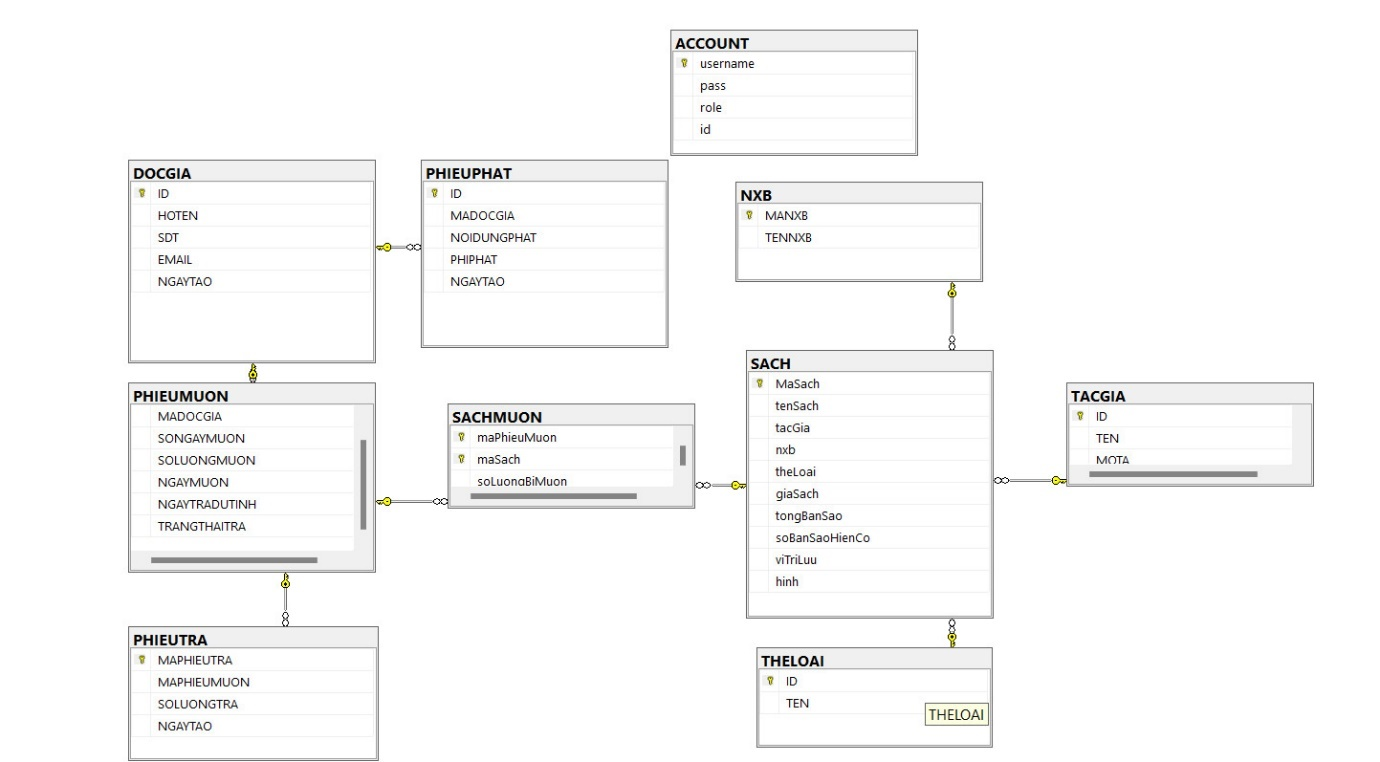 ACCOUNT
username
pass
role
id
DOCGIA
ID
HOTEN
SDT
EMAIL
NGAYTAO
PHIEUPHAT
ID
MADOCGIA
NOIDUNGPHAT
PHIPHAT
NGAYTAO
NXB
MANXB
TENNXB
PHIEUMUON
MADOCGIA
SONGAYMUON
SOLUONGMUON
NGAYMUON
NGAYTRADUTINH
TRANGTHAITRA
SACHMUON
maPhieuMuon
maSach
soLuongBiMuon
SACH
MaSach
tenSach
tacGia
nxb
theLoai
giaSach
tongBanSao
soBanSaoHienCo
viTriLuu
hinh
TACGIA
ID
TEN
MOTA
PHIEUTRA
MAPHIEUTRA
MAPHIEUMUON
SOLUONGTRA
NGAYTAO
THELOAI
ID
TEN
THELOAI